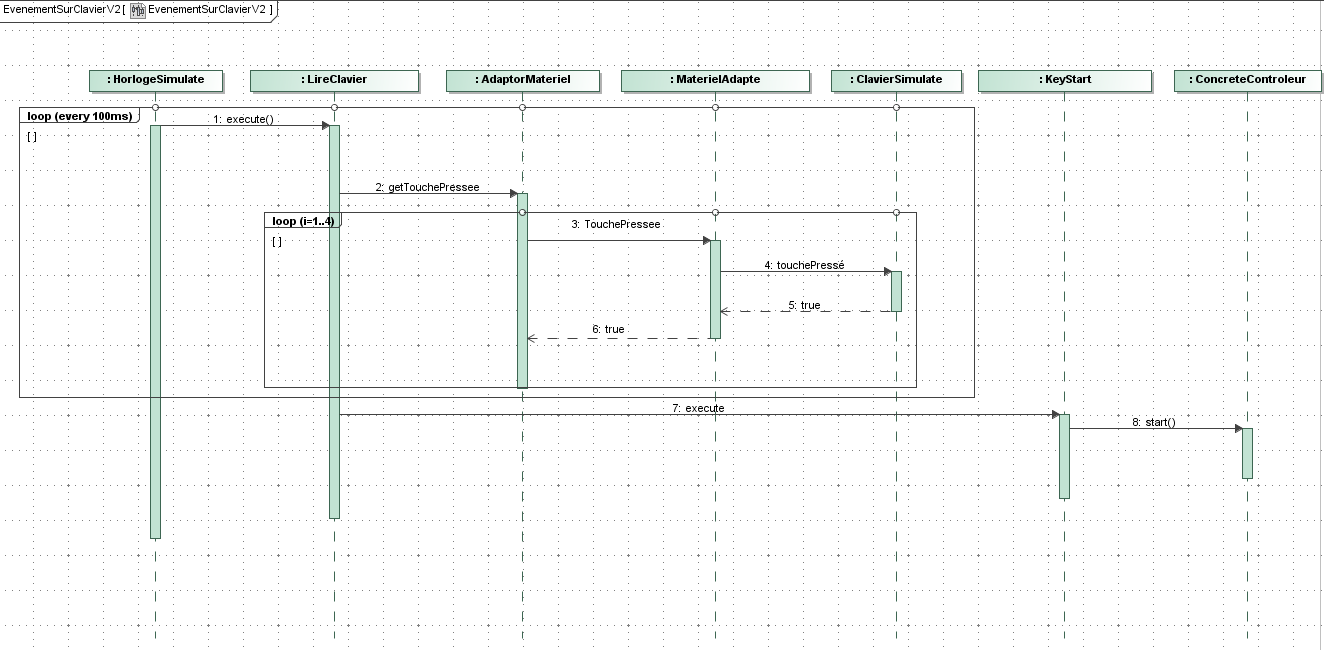 EvenementSurClavierV2 [ EvenementSurClavierV2 ]
: HorlogeSimulate
: LireClavier
: AdaptorMateriel
: MaterielAdapte
: ClavierSimulate
: KeyStart
: ConcreteControleur
loop (every 100ms)
[ ]
1: execute()
2: getTouchePressee
loop (i=1..4)
[ ]
3: TouchePressee
4: touchePressé
5: true
6: true
7: execute
8: start()